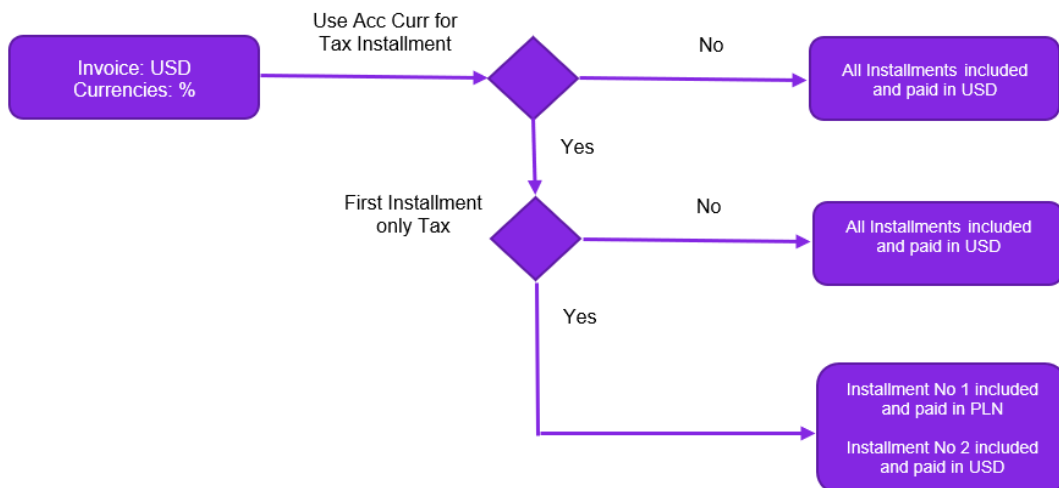 Use Acc Curr for
Tax Installment
No
Invoice: USD
Currencies: %
All Installments included
and paid in USD
Yes
First Installment
only Tax
No
All Installments included
and paid in USD
Yes
Installment No 1 included
and paid in PLN
Installment No 2 included
and paid in USD